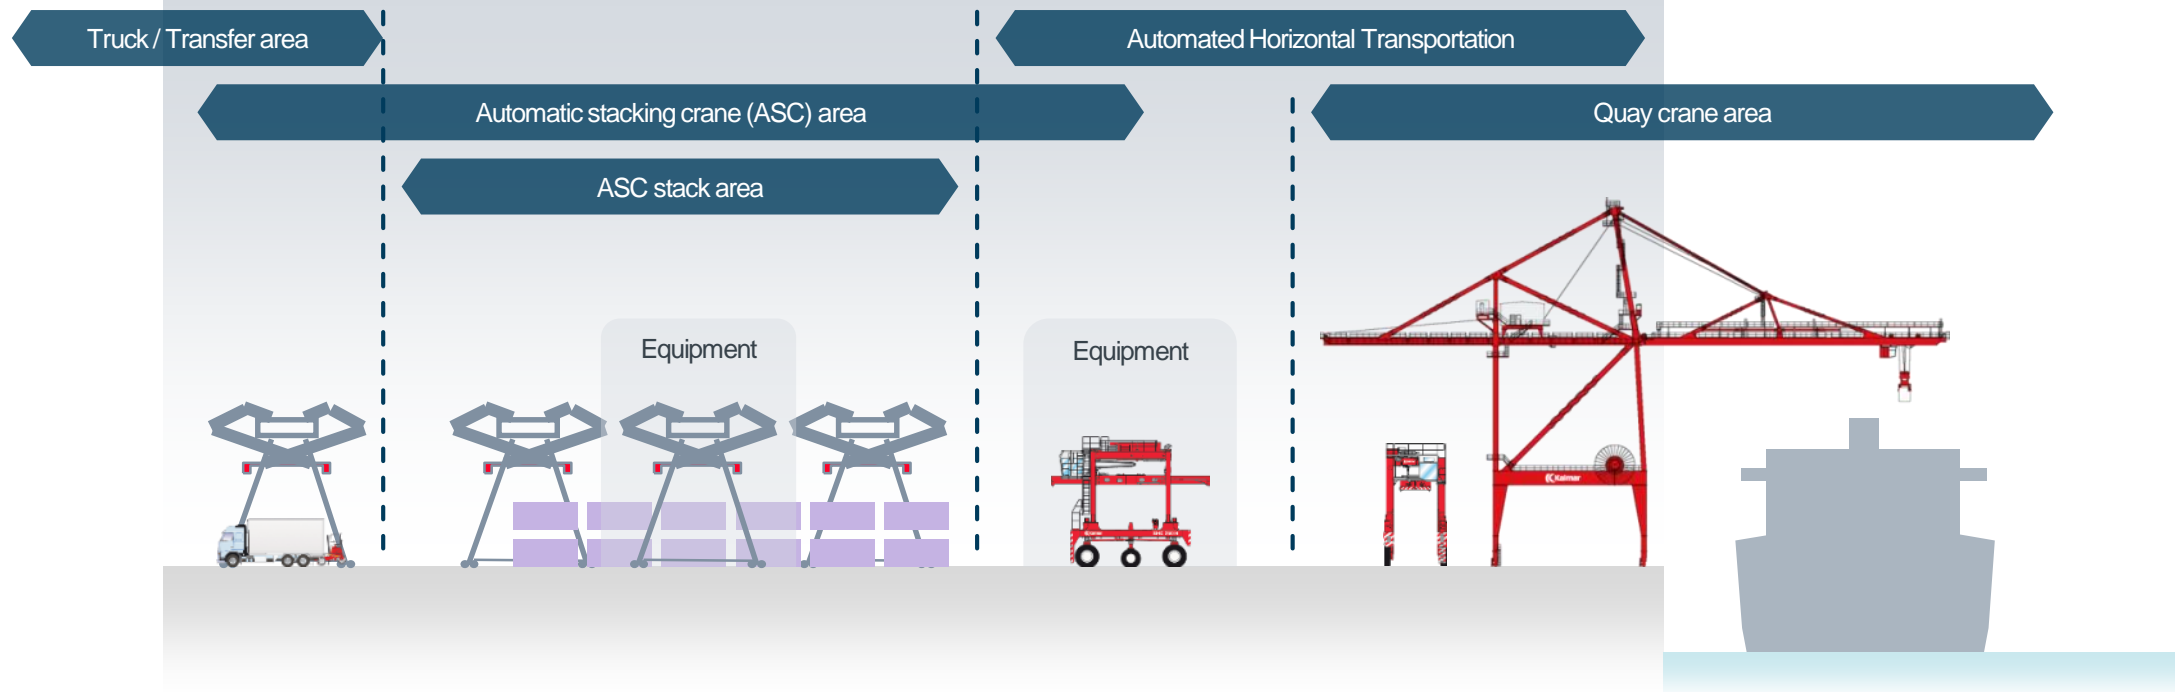 Truck / Transfer area
Automated Horizontal Transportation
Automatic stacking crane (ASC) area
Quay crane area
ASC stack area
Equipment
Equipment
Kalmar